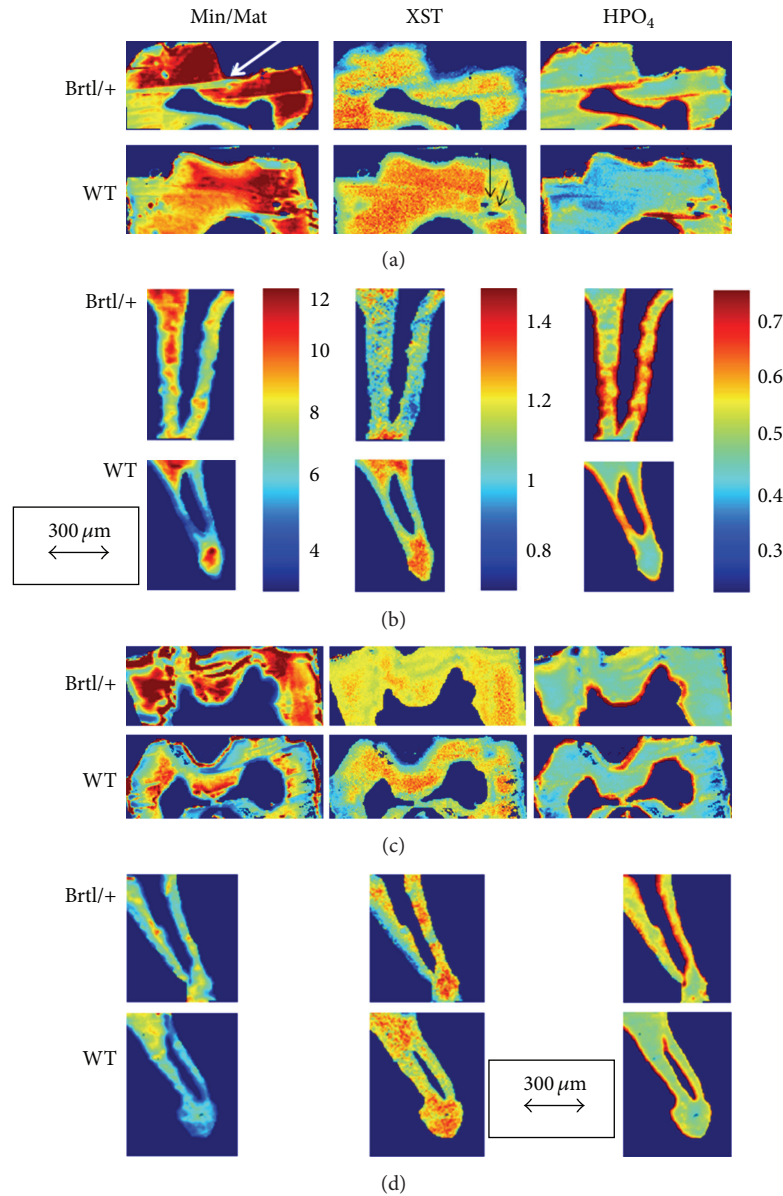 Min/Mat XST HPO₄
Brtl/+
WT
(a)
Brtl/+
12 1.4 0.7
10 0.6
8 1.2 0.5
WT
6 1 0.4
300 μm
4 0.8 0.3
(b)
Brtl/+
WT
(c)
Brtl/+
WT
300 μm
(d)